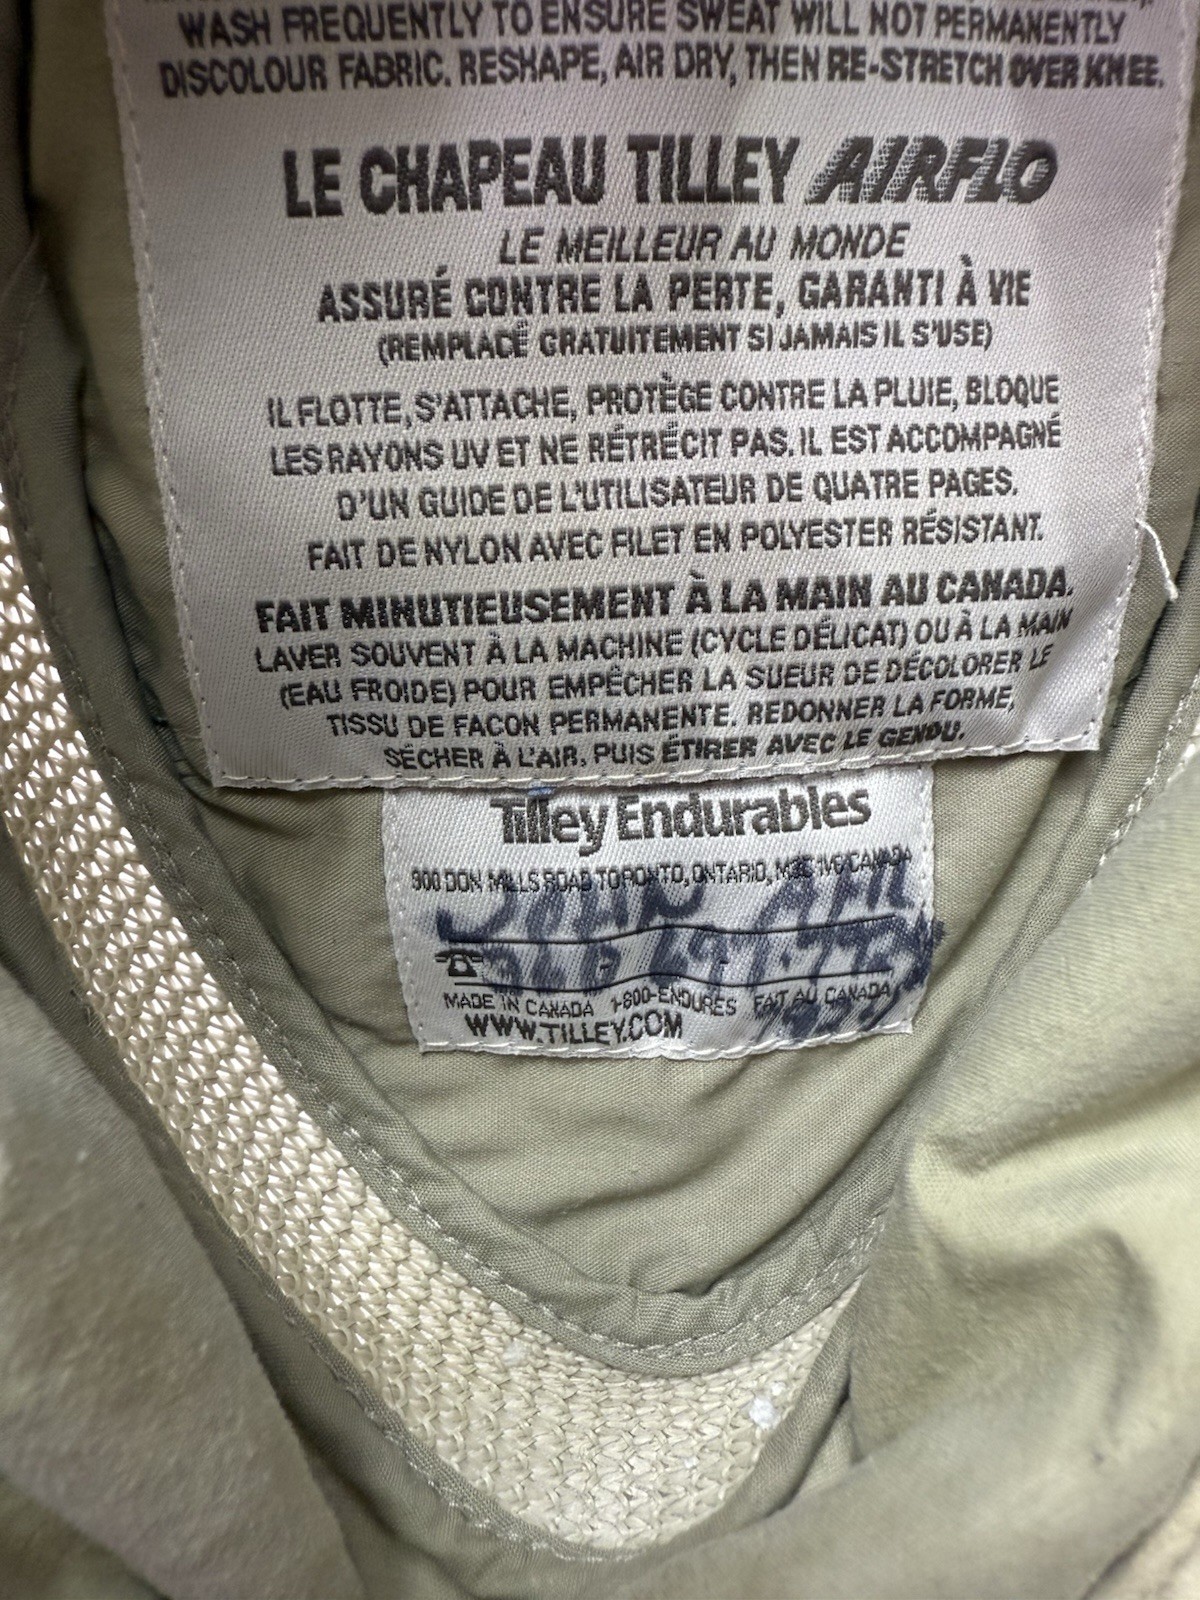 WASH FREQUENTLY TO ENSURE SWEAT WILL NOT PERMANENTLY
DISCOLOUR FABRIC. RESHAPE, AIR DRY, THEN RE-STRETCH OVER KNEE.
LE CHAPEAU TILLEY AIRFLO
LE MEILLEUR AU MONDE
ASSURÉ CONTRE LA PERTE, GARANTI À VIE
(REMPLACÉ GRATUITEMENT SI JAMAIS IL S'USE)
IL FLOTTE, S'ATTACHE, PROTÈGE CONTRE LA PLUIE, BLOQUE
LES RAYONS UV ET NE RÉTRÉCIT PAS. IL EST ACCOMPAGNÉ
D'UN GUIDE DE L'UTILISATEUR DE QUATRE PAGES.
FAIT DE NYLON AVEC FILET EN POLYESTER RÉSISTANT.
FAIT MINUTIEUSEMENT À LA MAIN AU CANADA.
LAVER SOUVENT À LA MACHINE (CYCLE DÉLICAT) OU À LA MAIN
(EAU FROIDE) POUR EMPÊCHER LA SUEUR DE DÉCOLORER LE
TISSU DE FACON PERMANENTE. REDONNER LA FORME,
SÉCHER À L'AIR, PUIS ÉTIRER AVEC LE GENOU.
Tilley Endurables
900 DON MILLS ROAD TORONTO, ONTARIO, M3C 1V6 CANADA
MADE IN CANADA 1-800-ENDURES FAIT AU CANADA
WWW.TILLEY.COM